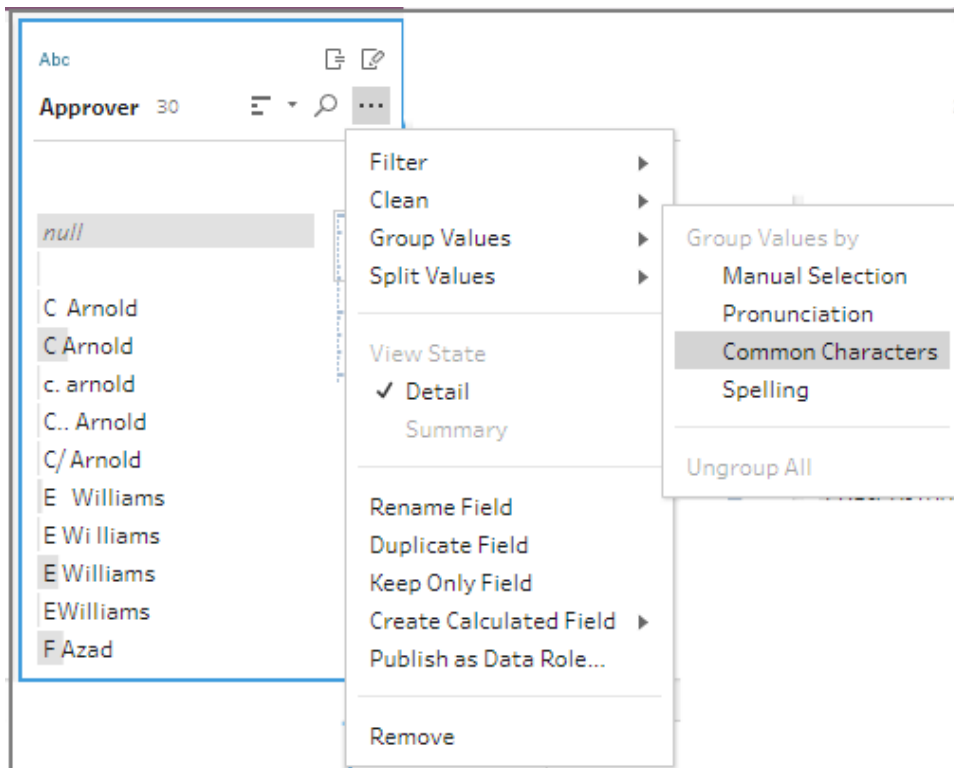 Abc
Approver 30
null
C Arnold
C Arnold
c. arnold
C.. Arnold
C/ Arnold
E Williams
E Wi lliams
E Williams
EWilliams
F Azad
Filter
Clean
Group Values
Split Values
View State
Detail
Summary
Rename Field
Duplicate Field
Keep Only Field
Create Calculated Field
Publish as Data Role...
Remove
Group Values by
Manual Selection
Pronunciation
Common Characters
Spelling
Ungroup All